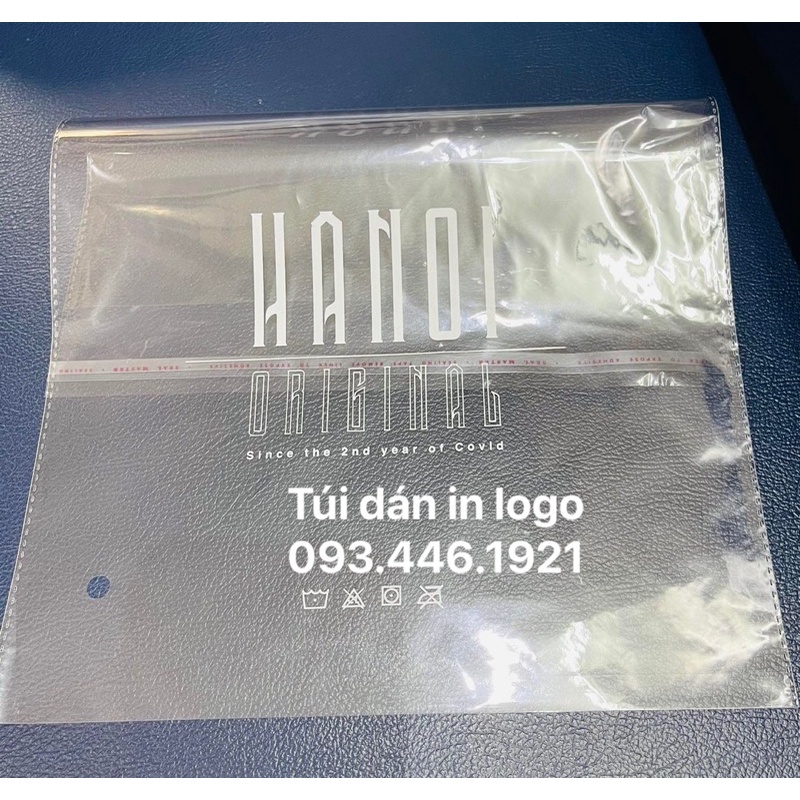 HANOI
ORIGINAL
Since the 2nd year of Covid
Túi dán in logo
093.446.1921